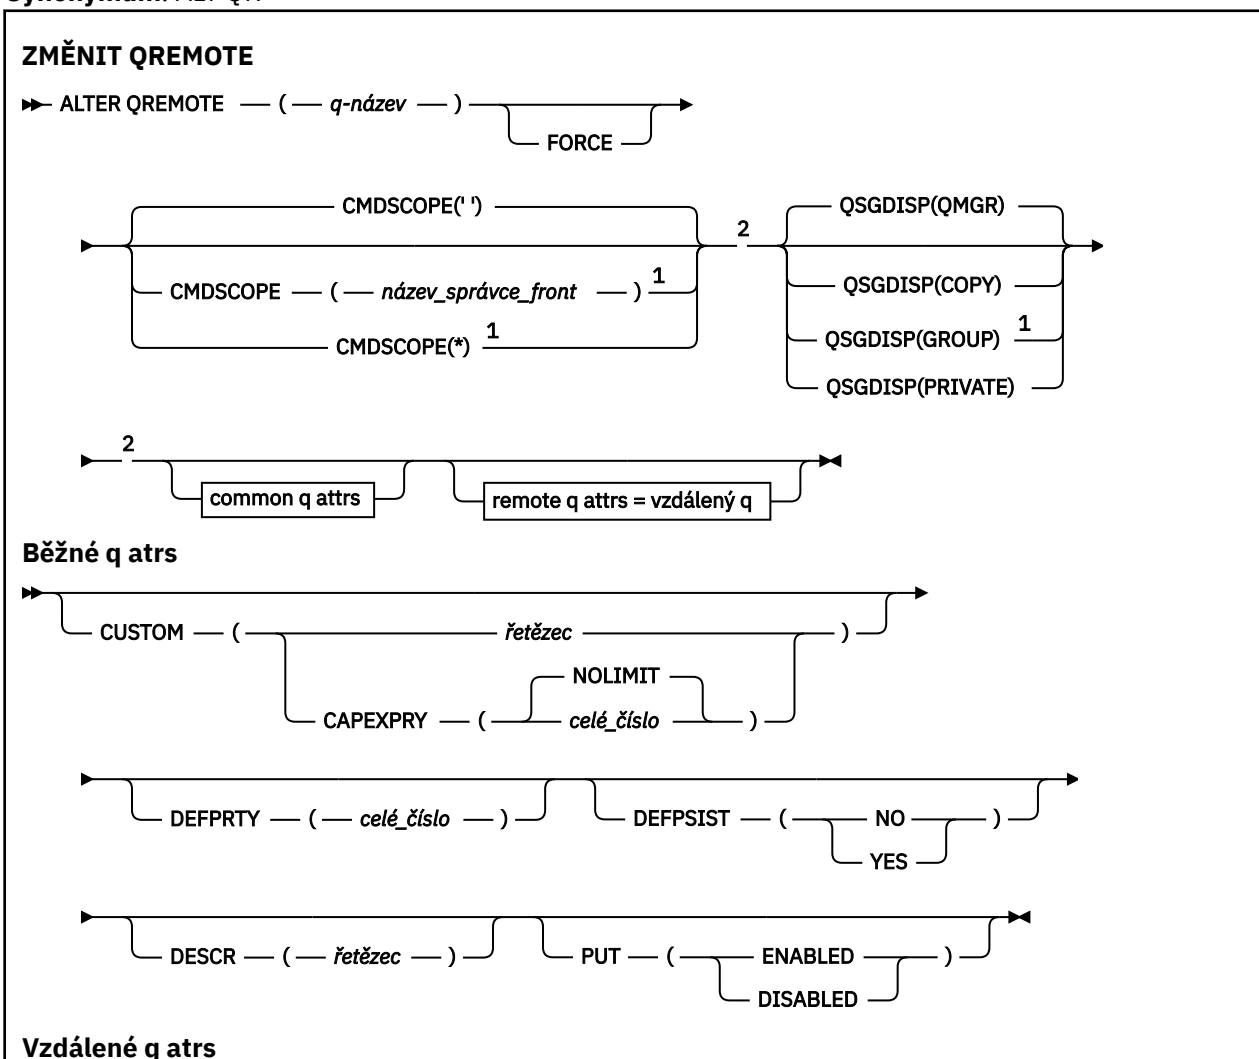 ZMĚNIT QREMOTE
ALTER QREMOTE ( q-název )
FORCE
CMDSCOPE(' ')
CMDSCOPE ( název_správce_front ) 1
CMDSCOPE(*) 1
2
QSGDISP(QMGR)
QSGDISP(COPY)
QSGDISP(GROUP) 1
QSGDISP(PRIVATE)
2
common q attrs
remote q attrs = vzdálený q
Běžné q atrs
CUSTOM ( řetězec )
NOLIMIT
CAPEXPRY ( celé_číslo )
DEFPRTY ( celé_číslo )
DEFPSIST ( NO )
YES
DESCR ( řetězec )
PUT ( ENABLED )
DISABLED
Vzdálené q atrs